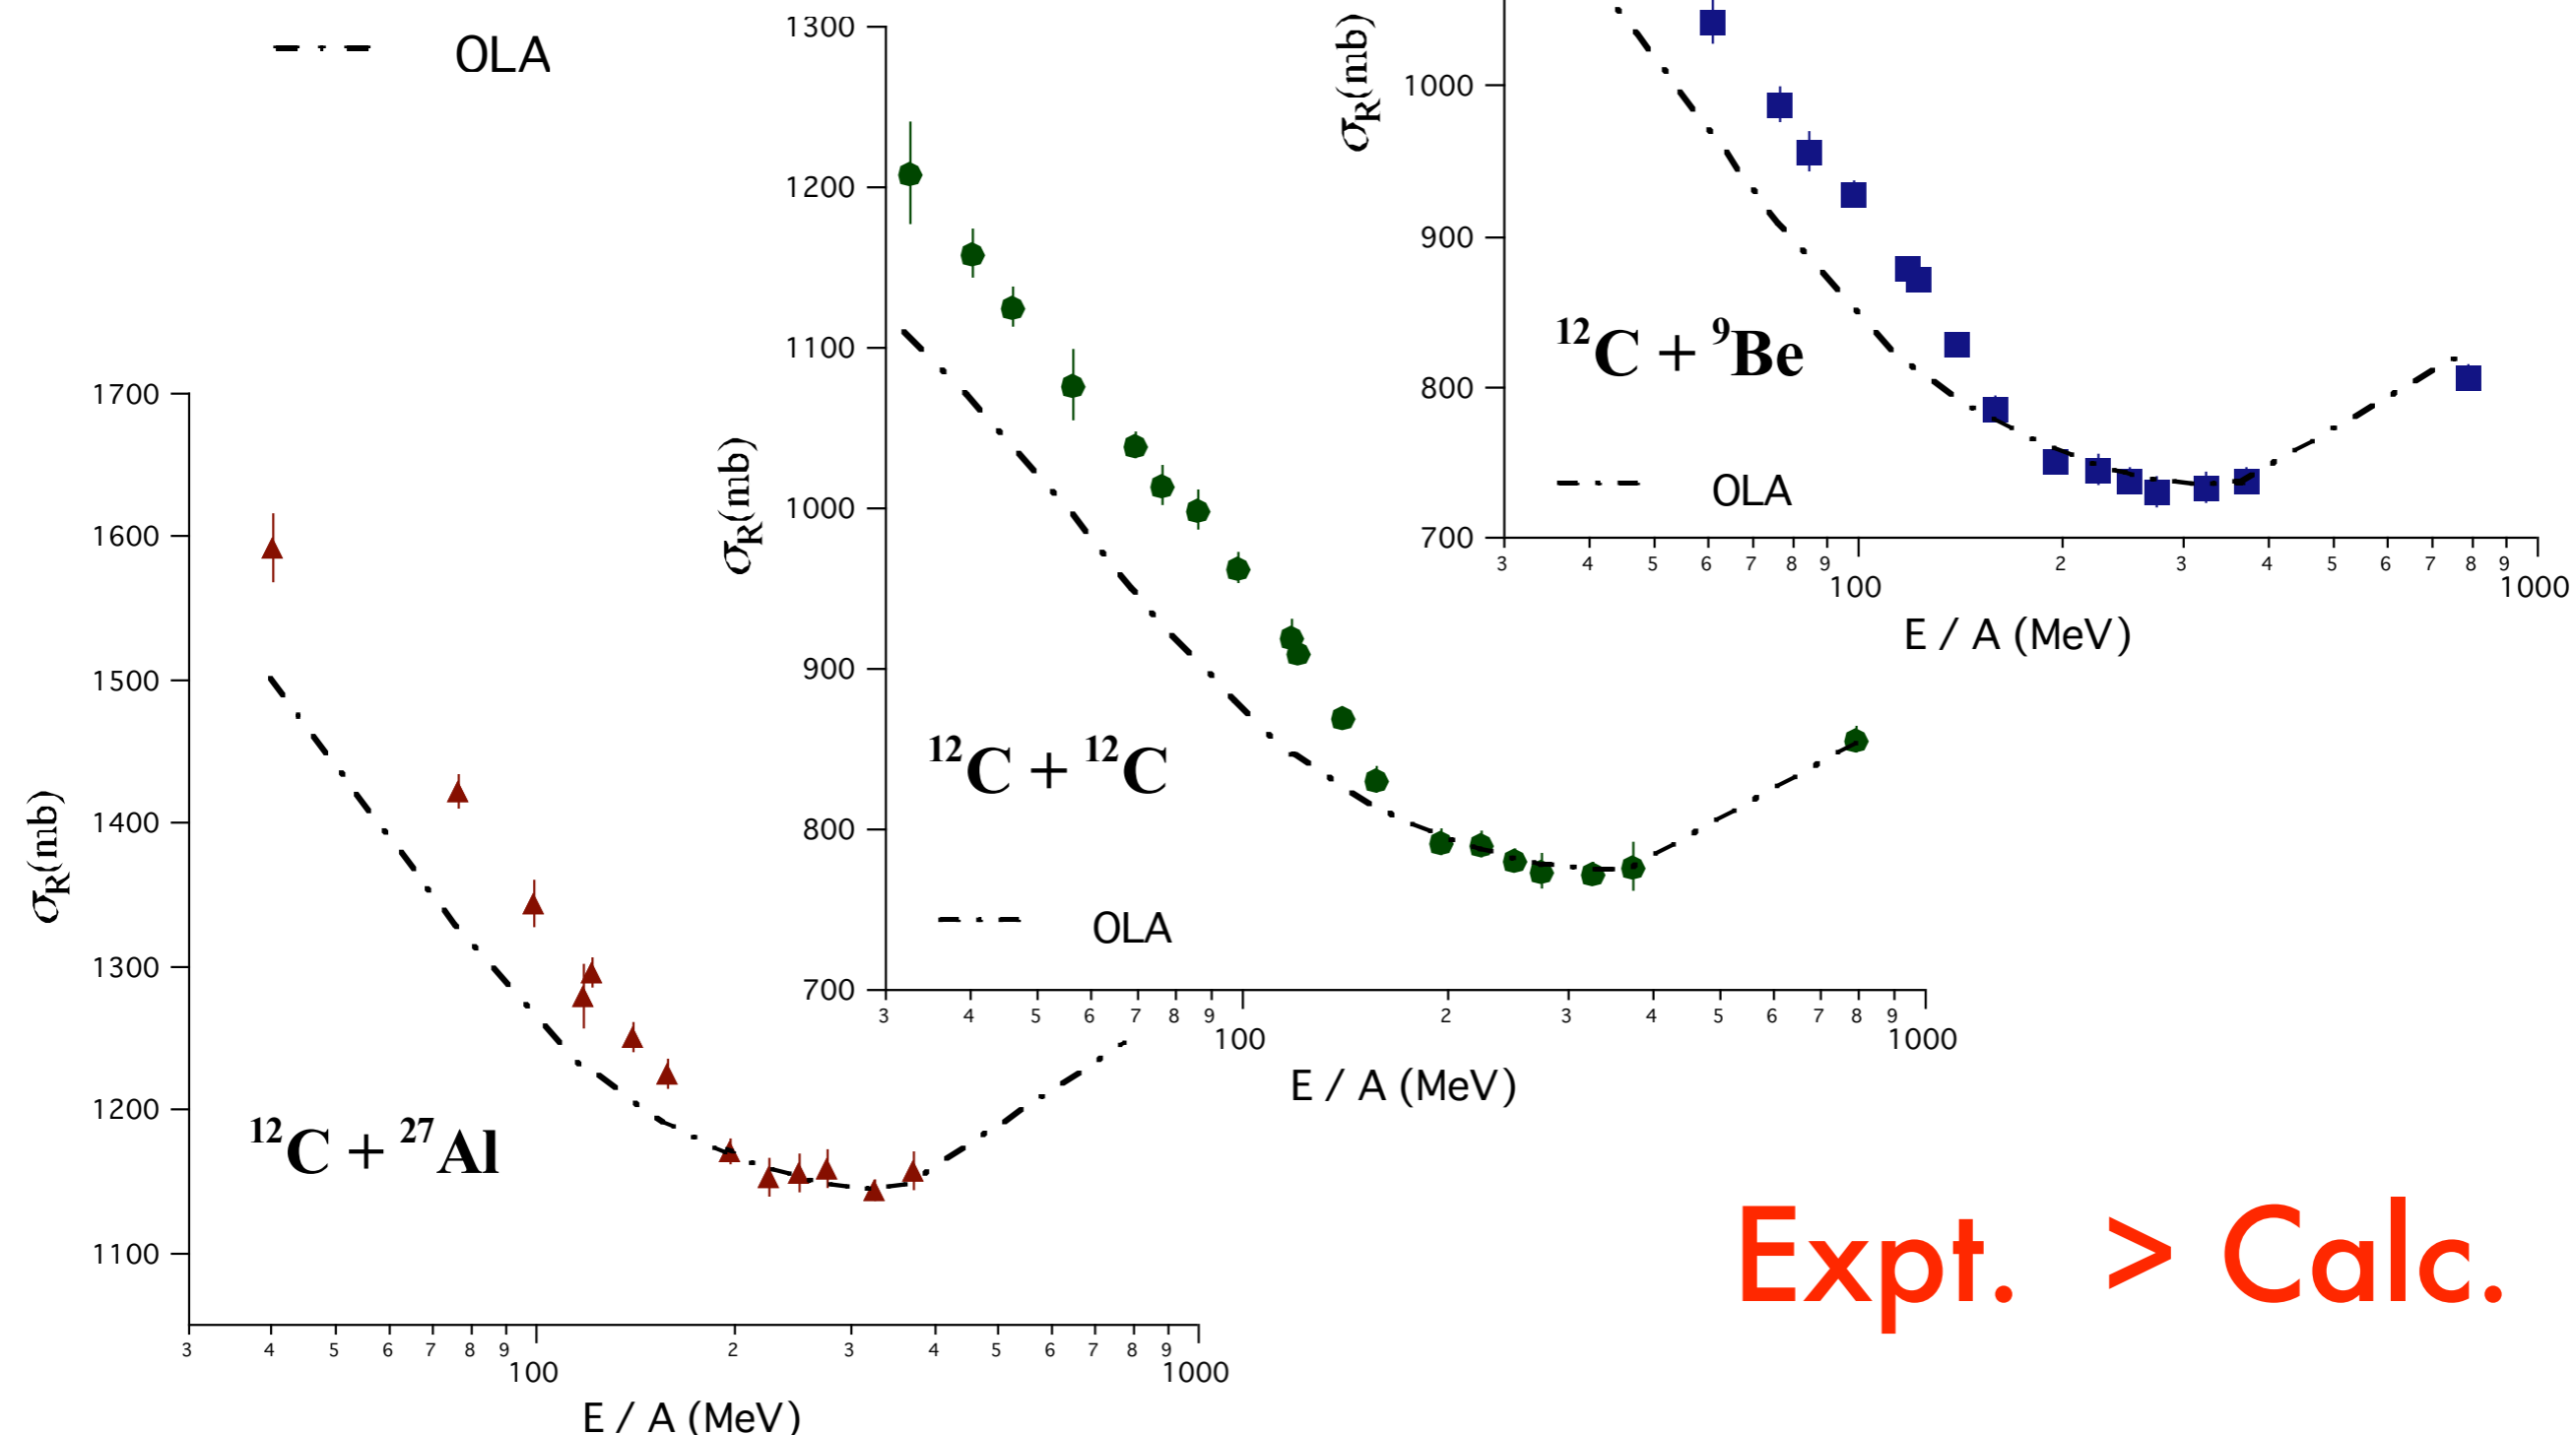 OLA
1700
1600
1500
1400
1300
1200
1100
σR(mb)
¹²C + ²⁷Al
3 4 5 6 7 8 9 100 2 3 4 5 6 7 8 9 1000
E / A (MeV)
1300
1200
1100
1000
900
800
700
σR(mb)
¹²C + ¹²C
OLA
3 4 5 6 7 8 9 100 2 3 4 5 6 7 8 9 1000
E / A (MeV)
1000
900
800
700
σR(mb)
¹²C + ⁹Be
OLA
3 4 5 6 7 8 9 100 2 3 4 5 6 7 8 9 1000
E / A (MeV)
Expt. > Calc.